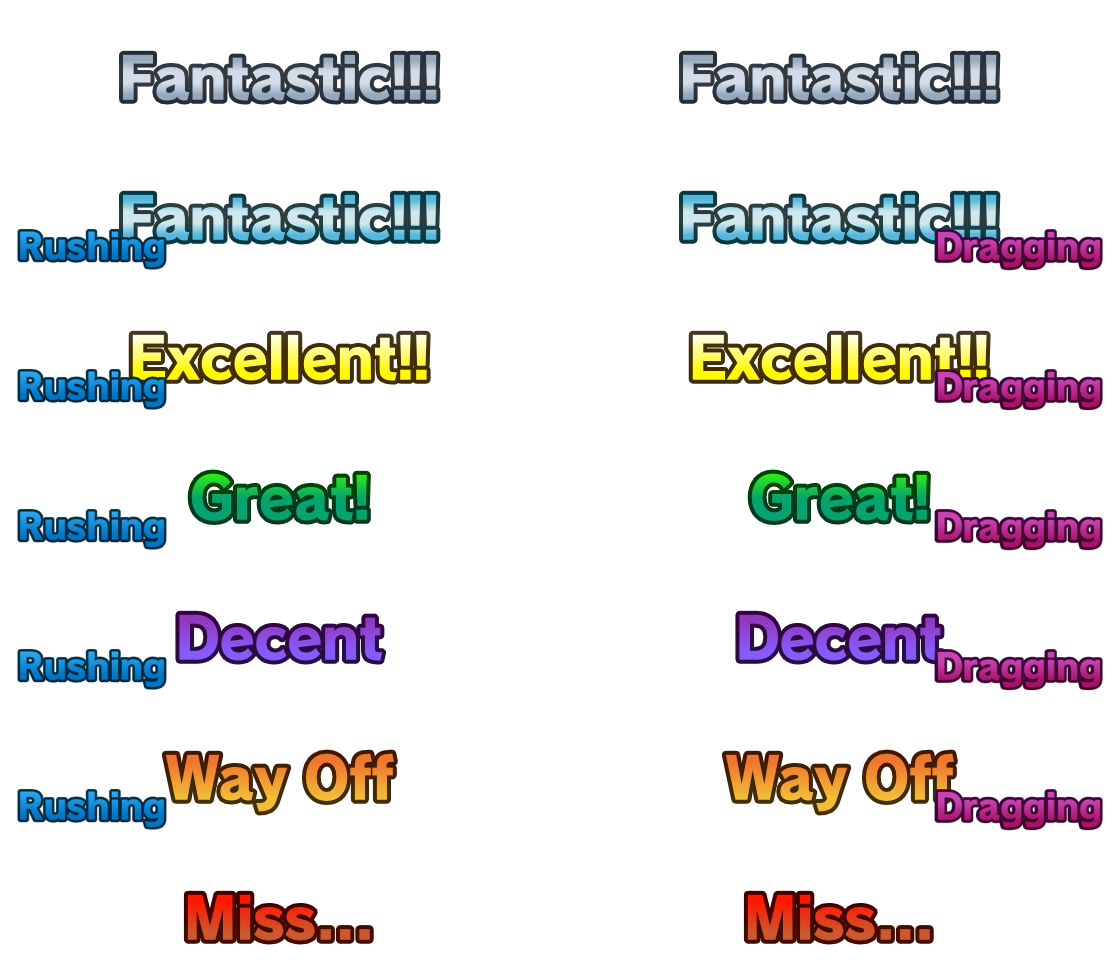 Fantastic!!! Fantastic!!!
Fantastic!!! Fantastic!!!
Rushing Dragging
Excellent!! Excellent!!
Rushing Dragging
Great! Great!
Rushing Dragging
Decent Decent
Rushing Dragging
Way Off Way Off
Rushing Dragging
Miss... Miss...